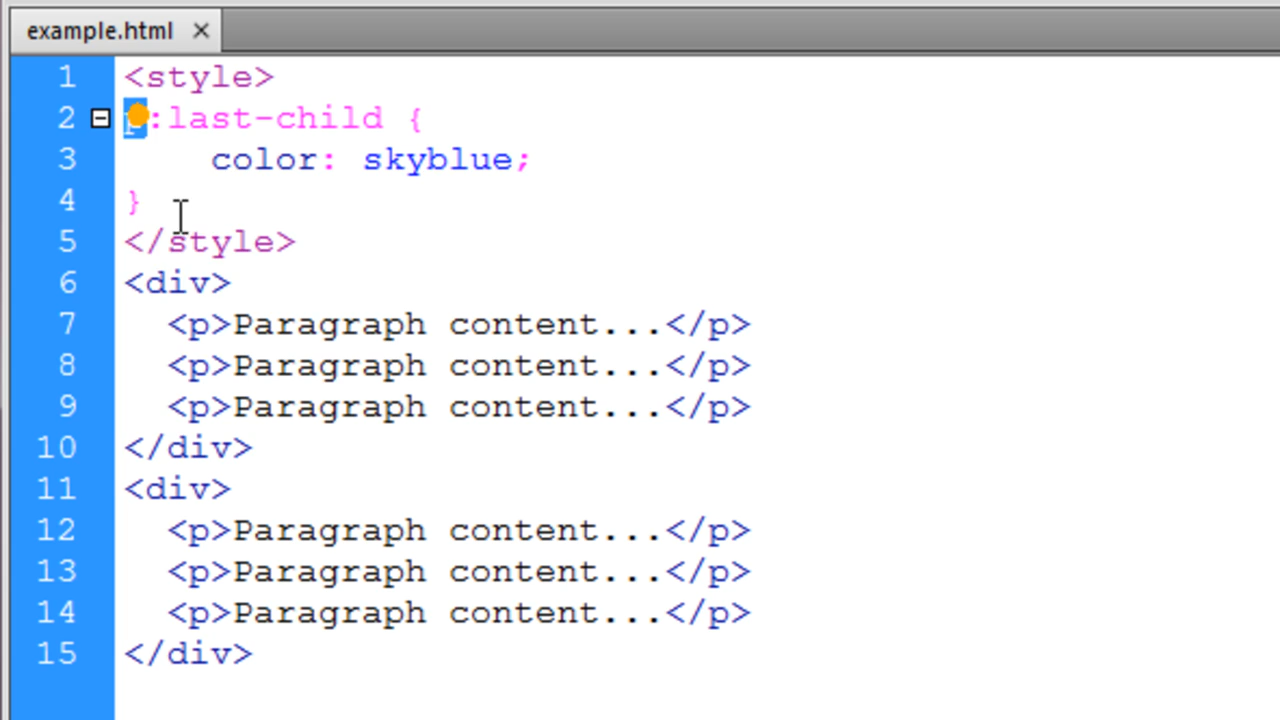 example.html ×
1 <style>
2 p:last-child {
3     color: skyblue;
4 }
5 </style>
6 <div>
7   <p>Paragraph content...</p>
8   <p>Paragraph content...</p>
9   <p>Paragraph content...</p>
10 </div>
11 <div>
12   <p>Paragraph content...</p>
13   <p>Paragraph content...</p>
14   <p>Paragraph content...</p>
15 </div>